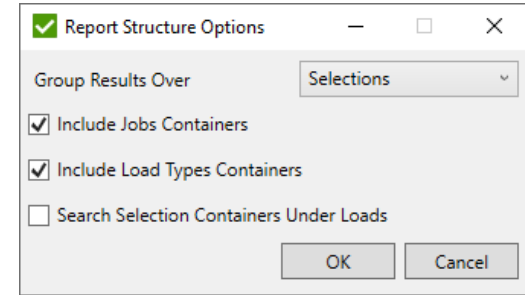 Report Structure Options
Group Results Over Selections
Include Jobs Containers
Include Load Types Containers
Search Selection Containers Under Loads
OK Cancel